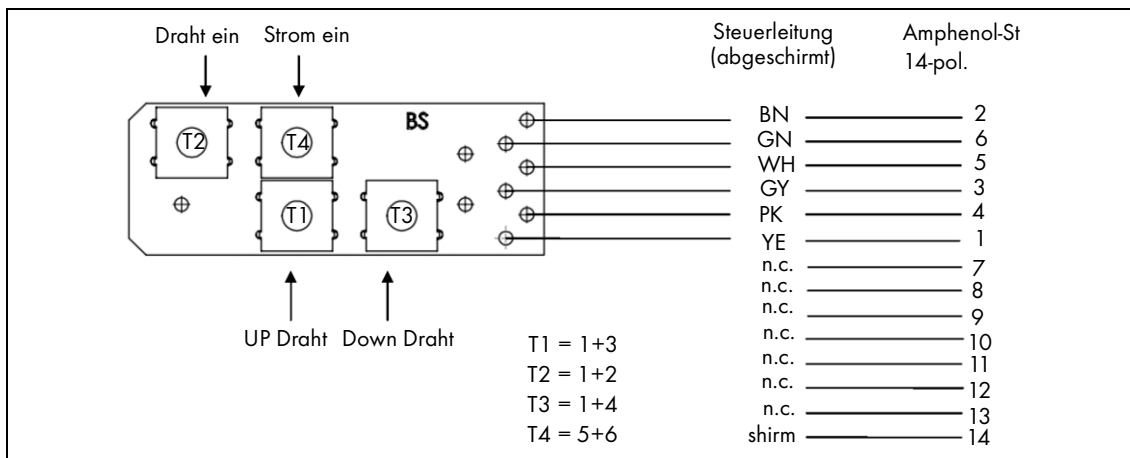 Draht ein Strom ein
Steuerleitung
(abgeschirmt)
Amphenol-St
14-pol.
T2 T4 BS
T1 T3
BN 2
GN 6
WH 5
GY 3
PK 4
YE 1
n.c. 7
n.c. 8
n.c. 9
n.c. 10
n.c. 11
n.c. 12
n.c. 13
shirm 14
UP Draht Down Draht
T1 = 1+3
T2 = 1+2
T3 = 1+4
T4 = 5+6